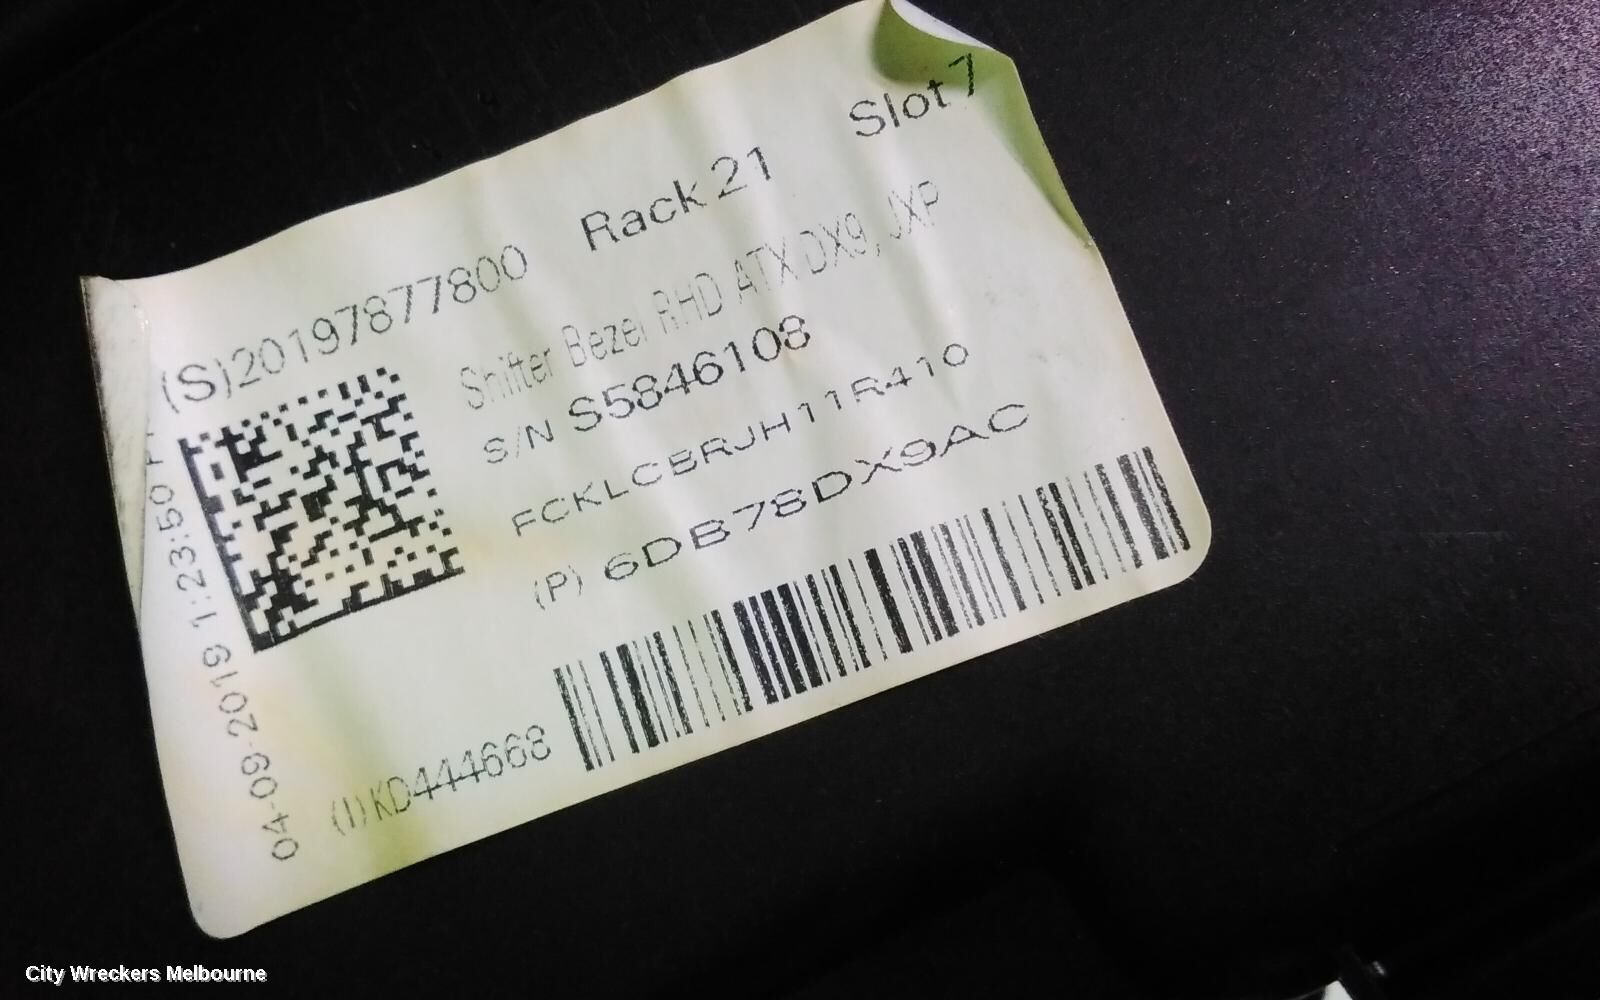 (S)20197877800 Rack 21 Slot 7
Shifter Bezel RHD ATX DX9, JXP
S/N S5846108
FCKLCBRJH11R410
(P) 6DB78DX9AC
(I)KD444668
04-09-2019 1:23:50
City Wreckers Melbourne